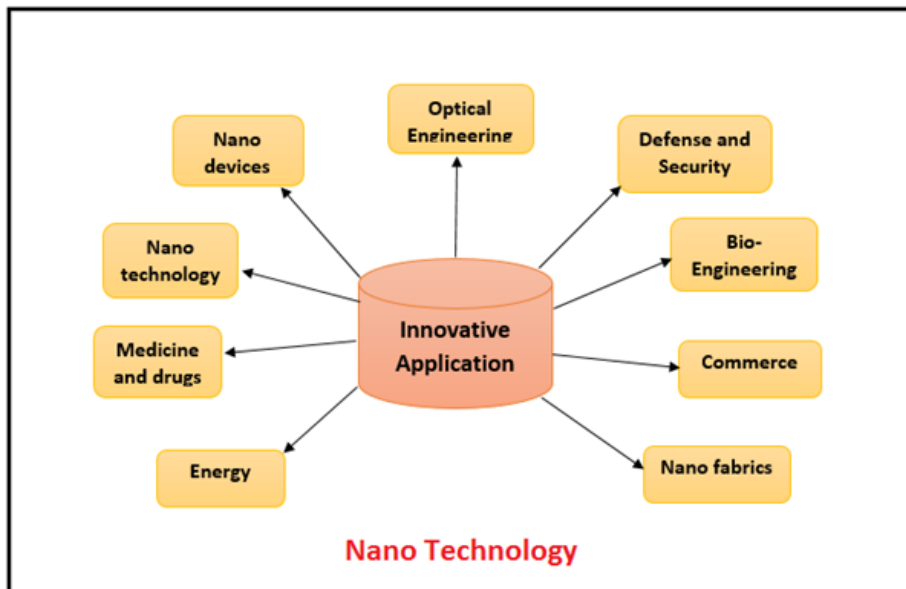 Optical
Engineering
Nano
devices
Defense and
Security
Nano
technology
Bio-
Engineering
Innovative
Application
Medicine
and drugs
Commerce
Energy
Nano fabrics
Nano Technology